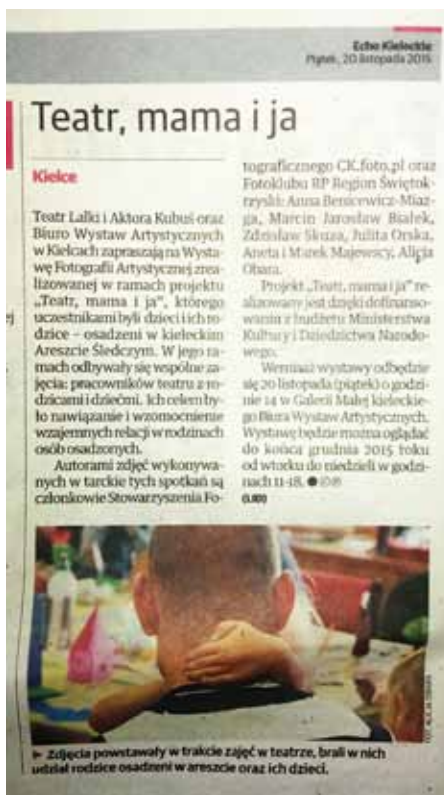 Echo Kieleckie
Piątek, 20 listopada 2015
Teatr, mama i ja
Kielce
Teatr Lalki i Aktora Kubuś oraz
Biuro Wystaw Artystycznych
w Kielcach zapraszają na Wysta-
wę Fotografii Artystycznej zrea-
lizowanej w ramach projektu
„Teatr, mama i ja”, którego
uczestnikami byli dzieci i ich ro-
dzice – osadzeni w kieleckim
Areszcie Śledczym. W jego ra-
mach odbywały się wspólne za-
jęcia: pracowników teatru z ro-
dzicami i dziećmi. Ich celem by-
ło nawiązanie i wzmocnienie
wzajemnych relacji w rodzinach
osób osadzonych.
Autorami zdjęć wykonywa-
nych w tarckie tych spotkań są
członkowie Stowarzyszenia Fo-
tograficznego CK.foto.pl oraz
Fotoklubu RP Region Świętok-
rzyski: Anna Benicewicz-Miaz-
ga, Marcin Jarosław Białek,
Zdzisław Skuza, Julita Orska,
Aneta i Marek Majewscy, Alicja
Obara.
Projekt „Teatr, mama i ja” re-
alizowany jest dzięki dofinanso-
waniu z budżetu Ministerstwa
Kultury i Dziedzictwa Narodo-
wego.
Wernisaż wystawy odbędzie
się 20 listopada (piątek) o godzi-
nie 14 w Galerii Małej kieleckie-
go Biura Wystaw Artystycznych.
Wystawę będzie można oglądać
do końca grudnia 2015 roku
od wtorku do niedzieli w godzi-
nach 11-18. ●
► Zdjęcia powstawały w trakcie zajęć w teatrze, brali w nich
udział rodzice osadzeni w areszcie oraz ich dzieci.